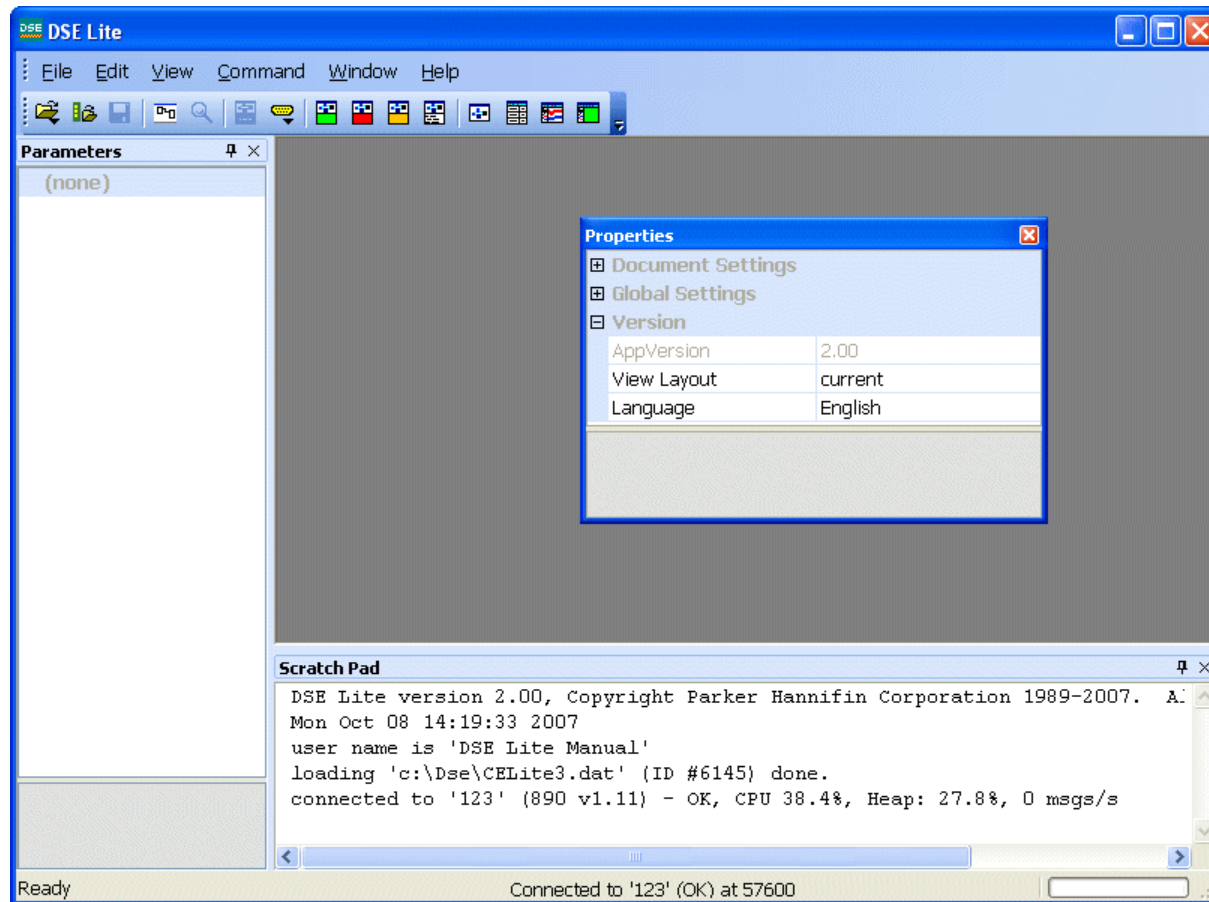 DSE DSE Lite
File Edit View Command Window Help
Parameters
(none)
Properties
Document Settings
Global Settings
Version
AppVersion 2.00
View Layout current
Language English
Scratch Pad
DSE Lite version 2.00, Copyright Parker Hannifin Corporation 1989-2007.
Mon Oct 08 14:19:33 2007
user name is 'DSE Lite Manual'
loading 'c:\Dse\CELite3.dat' (ID #6145) done.
connected to '123' (890 v1.11) - OK, CPU 38.4%, Heap: 27.8%, 0 msgs/s
Ready Connected to '123' (OK) at 57600